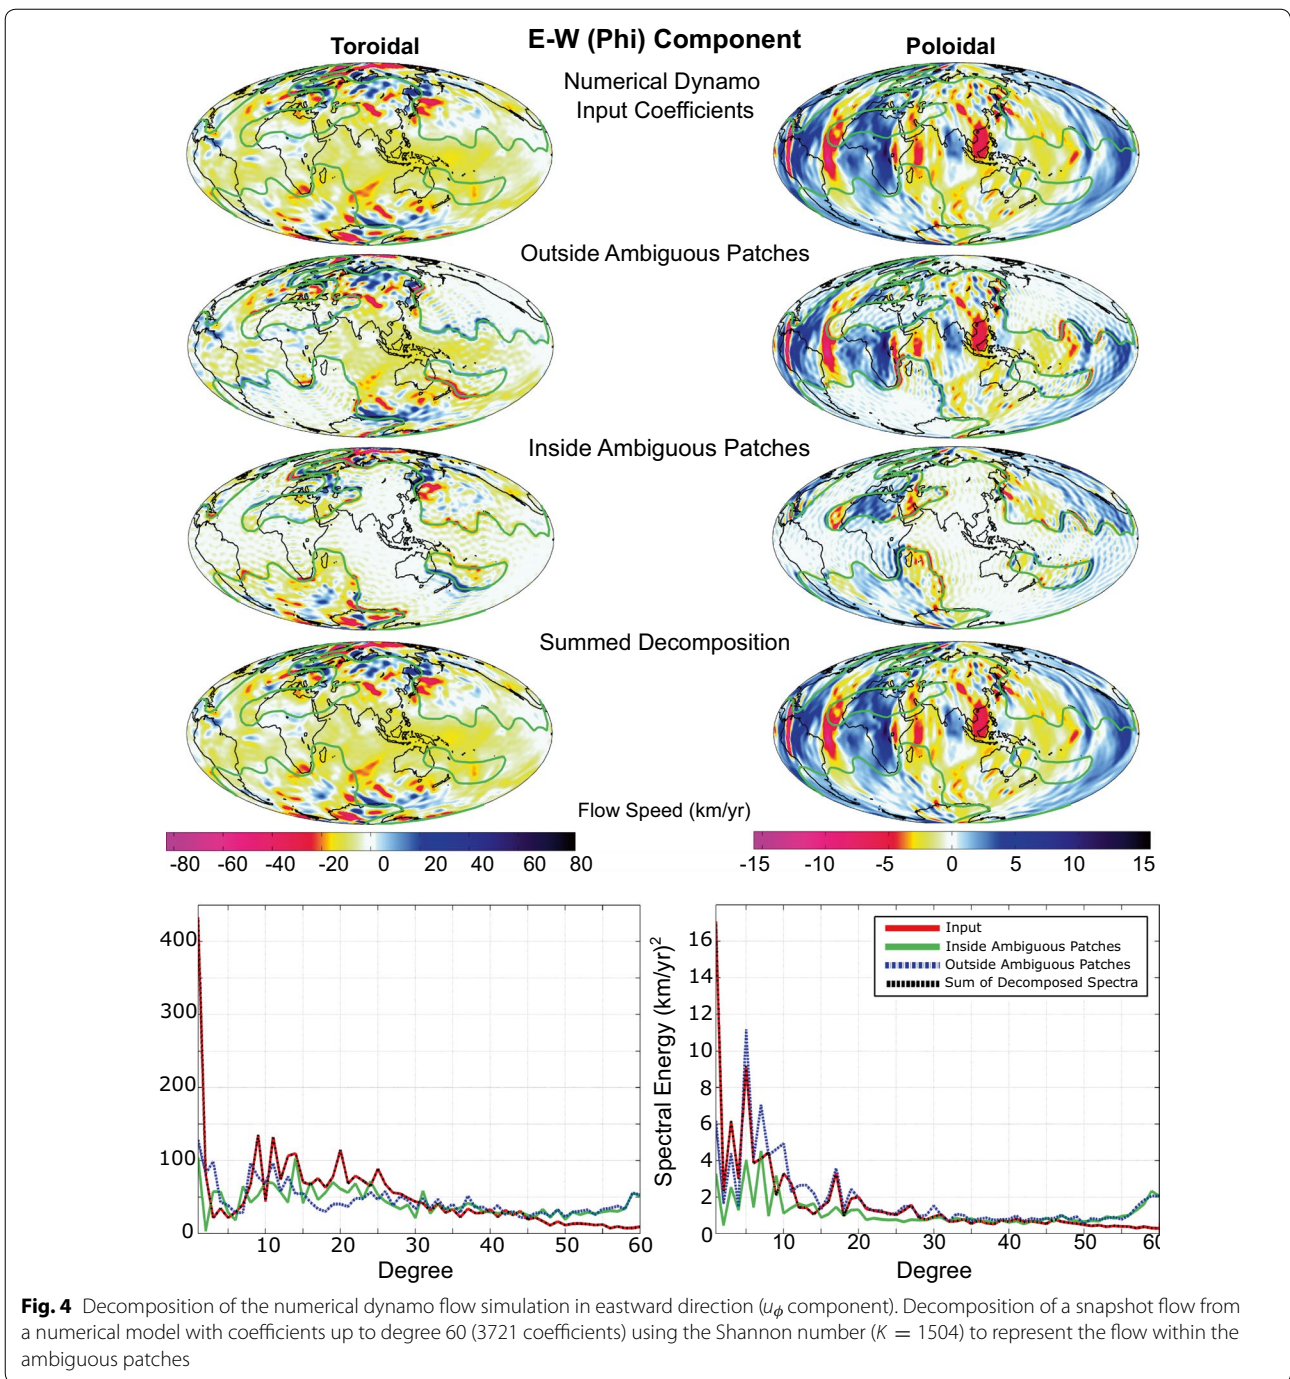 E-W (Phi) Component
Toroidal
Poloidal
Numerical Dynamo
Input Coefficients
Outside Ambiguous Patches
Inside Ambiguous Patches
Summed Decomposition
Flow Speed (km/yr)
-80 -60 -40 -20 0 20 40 60 80
-15 -10 -5 0 5 10 15
400
300
200
100
0
10 20 30 40 50 60
Degree
Spectral Energy (km/yr)²
16
14
12
10
8
6
4
2
0
10 20 30 40 50 60
Degree
Input
Inside Ambiguous Patches
Outside Ambiguous Patches
Sum of Decomposed Spectra
Fig. 4 Decomposition of the numerical dynamo flow simulation in eastward direction (uϕ component). Decomposition of a snapshot flow from
a numerical model with coefficients up to degree 60 (3721 coefficients) using the Shannon number (K = 1504) to represent the flow within the
ambiguous patches